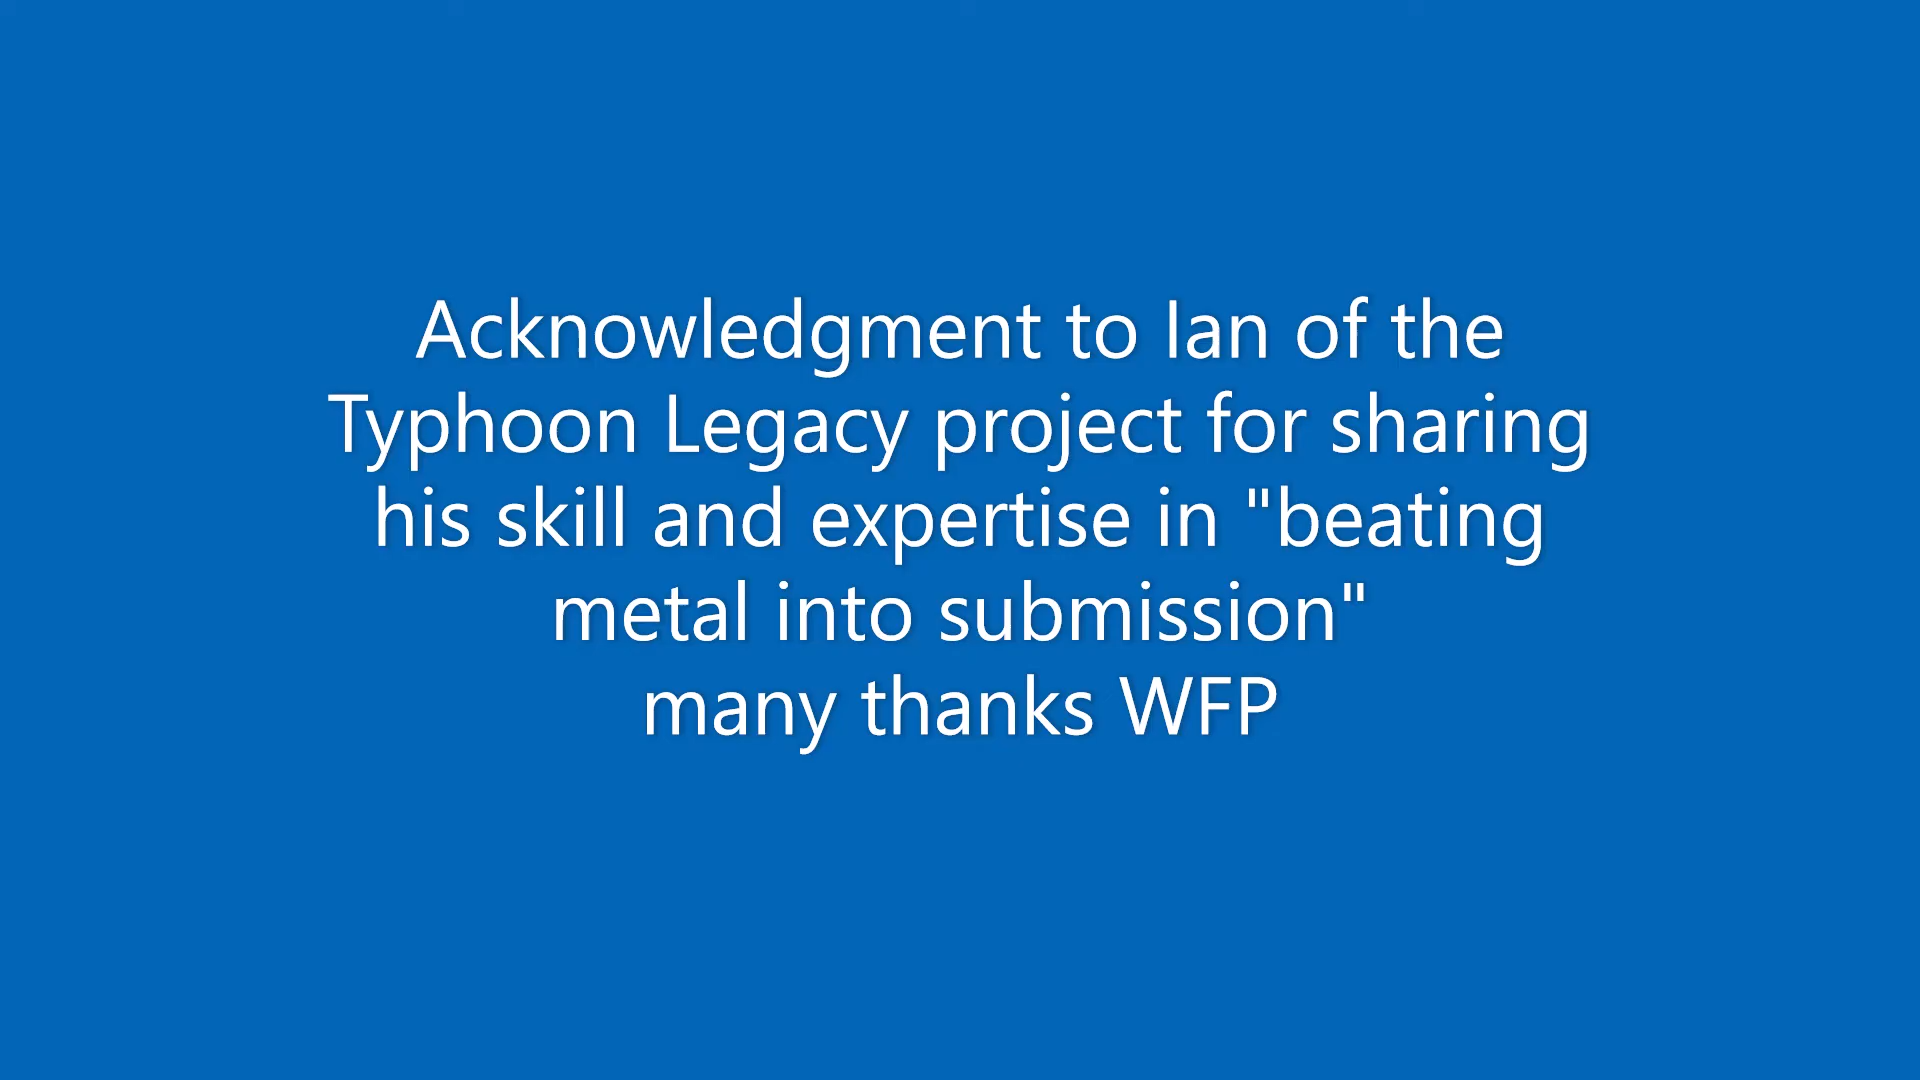 Acknowledgment to Ian of the
Typhoon Legacy project for sharing
his skill and expertise in "beating
metal into submission"
many thanks WFP